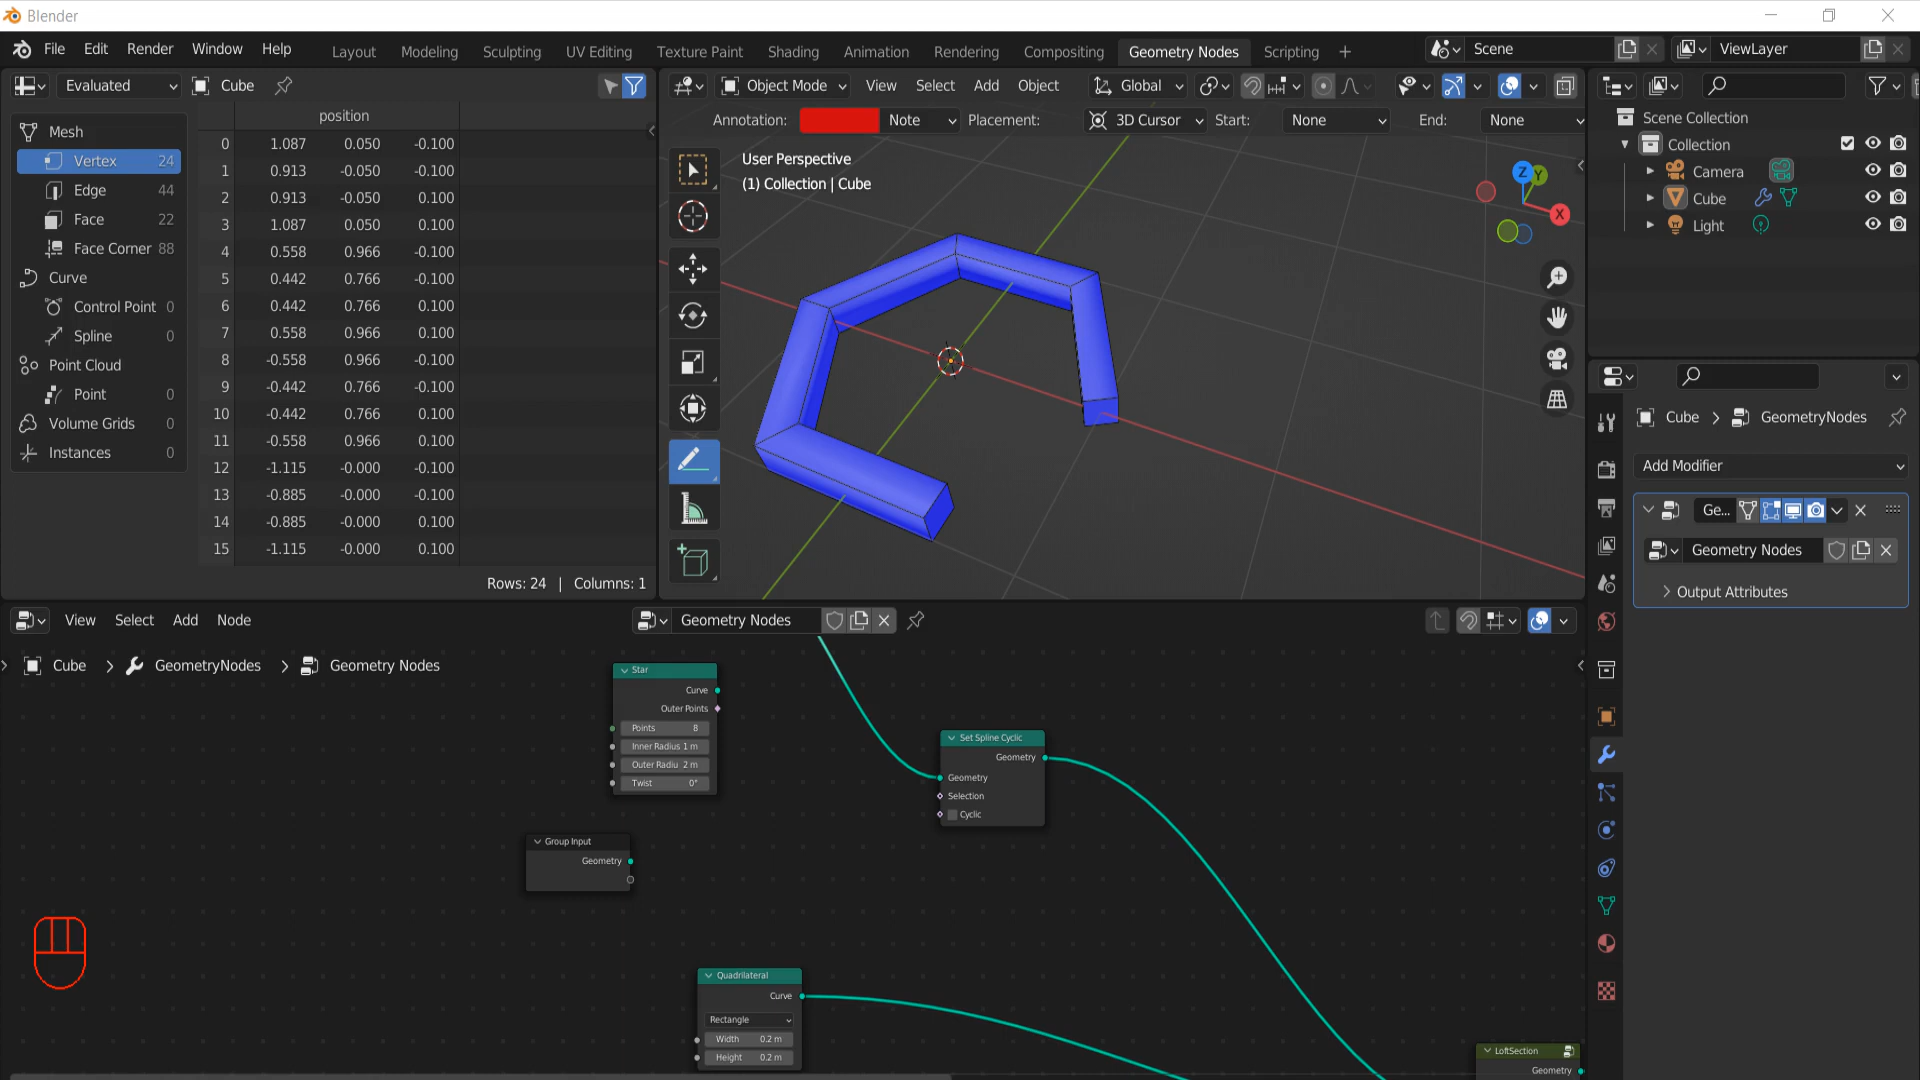 Blender
File Edit Render Window Help Layout Modeling Sculpting UV Editing Texture Paint Shading Animation Rendering Compositing Geometry Nodes Scripting + Scene ViewLayer
Evaluated Cube
position
Mesh
Vertex 24
Edge 44
Face 22
Face Corner 88
Curve
Control Point 0
Spline 0
Point Cloud
Point 0
Volume Grids 0
Instances 0
0 1.087 0.050 -0.100
1 0.913 -0.050 -0.100
2 0.913 -0.050 0.100
3 1.087 0.050 0.100
4 0.558 0.966 -0.100
5 0.442 0.766 -0.100
6 0.442 0.766 0.100
7 0.558 0.966 0.100
8 -0.558 0.966 -0.100
9 -0.442 0.766 -0.100
10 -0.442 0.766 0.100
11 -0.558 0.966 0.100
12 -1.115 -0.000 -0.100
13 -0.885 -0.000 -0.100
14 -0.885 -0.000 0.100
15 -1.115 -0.000 0.100
Rows: 24 | Columns: 1
Object Mode View Select Add Object Global
Annotation: Note Placement: 3D Cursor Start: None End: None
User Perspective
(1) Collection | Cube
Z
Y
X
Scene Collection
Collection
Camera
Cube
Light
Cube > GeometryNodes
Add Modifier
Ge...
Geometry Nodes
Output Attributes
View Select Add Node Geometry Nodes
Cube > GeometryNodes > Geometry Nodes
Star
Curve
Outer Points
Points 8
Inner Radius 1 m
Outer Radiu 2 m
Twist 0°
Set Spline Cyclic
Geometry
Geometry
Selection
Cyclic
Group Input
Geometry
Quadrilateral
Curve
Rectangle
Width 0.2 m
Height 0.2 m
LoftSection
Geometry